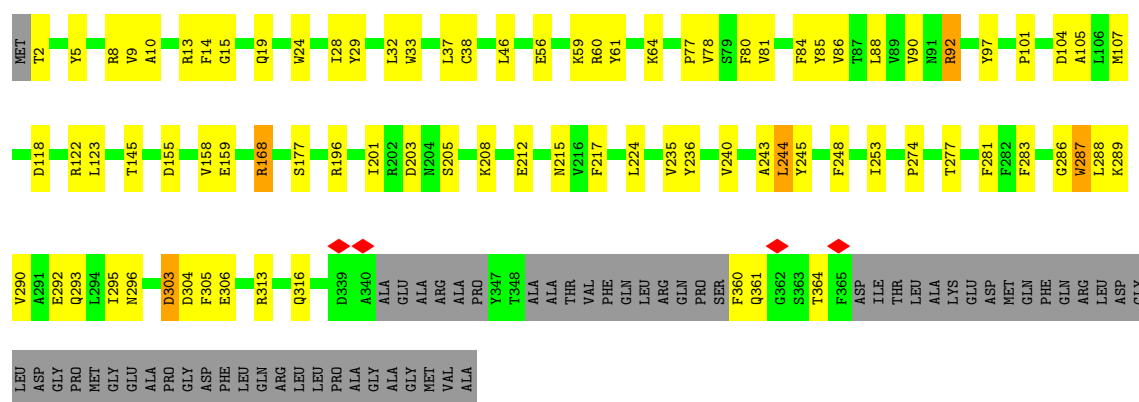 MET T2 Y5 R8 V9 A10 R13 F14 G15 Q19 W24 I28 Y29 L32 W33 L37 C38 L46 E56 K59 R60 Y61 K64 P77 V78 S79 F80 V81 F84 Y85 V86 T87 L88 V89 V90 N91 R92 Y97 P101 D104 A105 L106 M107
D118 R122 L123 T145 D155 V158 E159 R168 S177 R196 I201 R202 D203 N204 S205 K208 E212 N215 V216 F217 L224 V235 Y236 V240 A243 L244 Y245 F248 I253 P274 T277 F281 F282 F283 G286 W287 L288 K289
V290 A291 E292 Q293 L294 I295 N296 D303 D304 F305 E306 R313 Q316 D339 A340 ALA GLU ALA ARG ALA PRO Y347 T348 ALA ALA THR VAL PHE GLN LEU ARG GLN PRO SER F360 Q361 G362 S363 T364 F365 ASP ILE THR LEU ALA LYS GLU ASP MET GLN PHE GLN ARG LEU ASP GLY
LEU ASP GLY PRO MET GLY GLU ALA PRO GLY ASP PHE LEU GLN ARG LEU LEU PRO ALA GLY ALA GLY MET VAL ALA